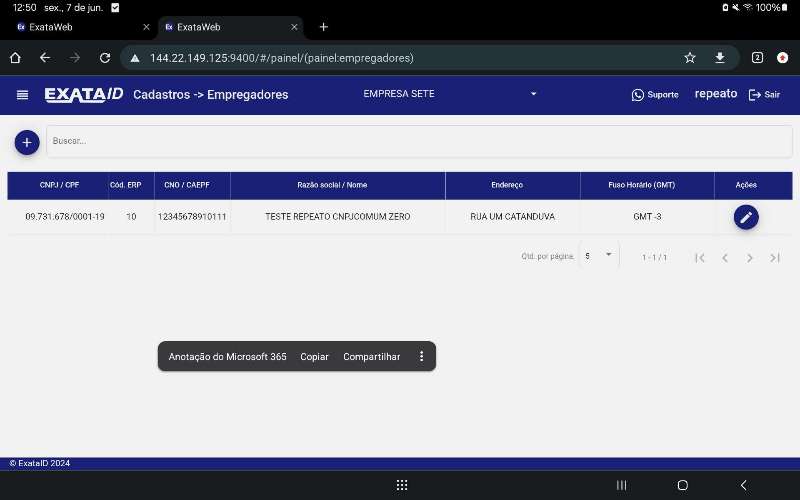 12:50 sex., 7 de jun.
100%
ExataWeb
ExataWeb
144.22.149.125:9400/#/painel/(painel:empregadores)
2
EXATAID Cadastros -> Empregadores EMPRESA SETE Suporte repeato Sair
Buscar...
CNPJ / CPF Cód. ERP CNO / CAEPF Razão social / Nome Endereço Fuso Horário (GMT) Ações
09.731.678/0001-19 10 12345678910111 TESTE REPEATO CNPJCOMUM ZERO RUA UM CATANDUVA GMT -3
Qtd. por página: 5 1 - 1 / 1
Anotação do Microsoft 365 Copiar Compartilhar
© ExataID 2024